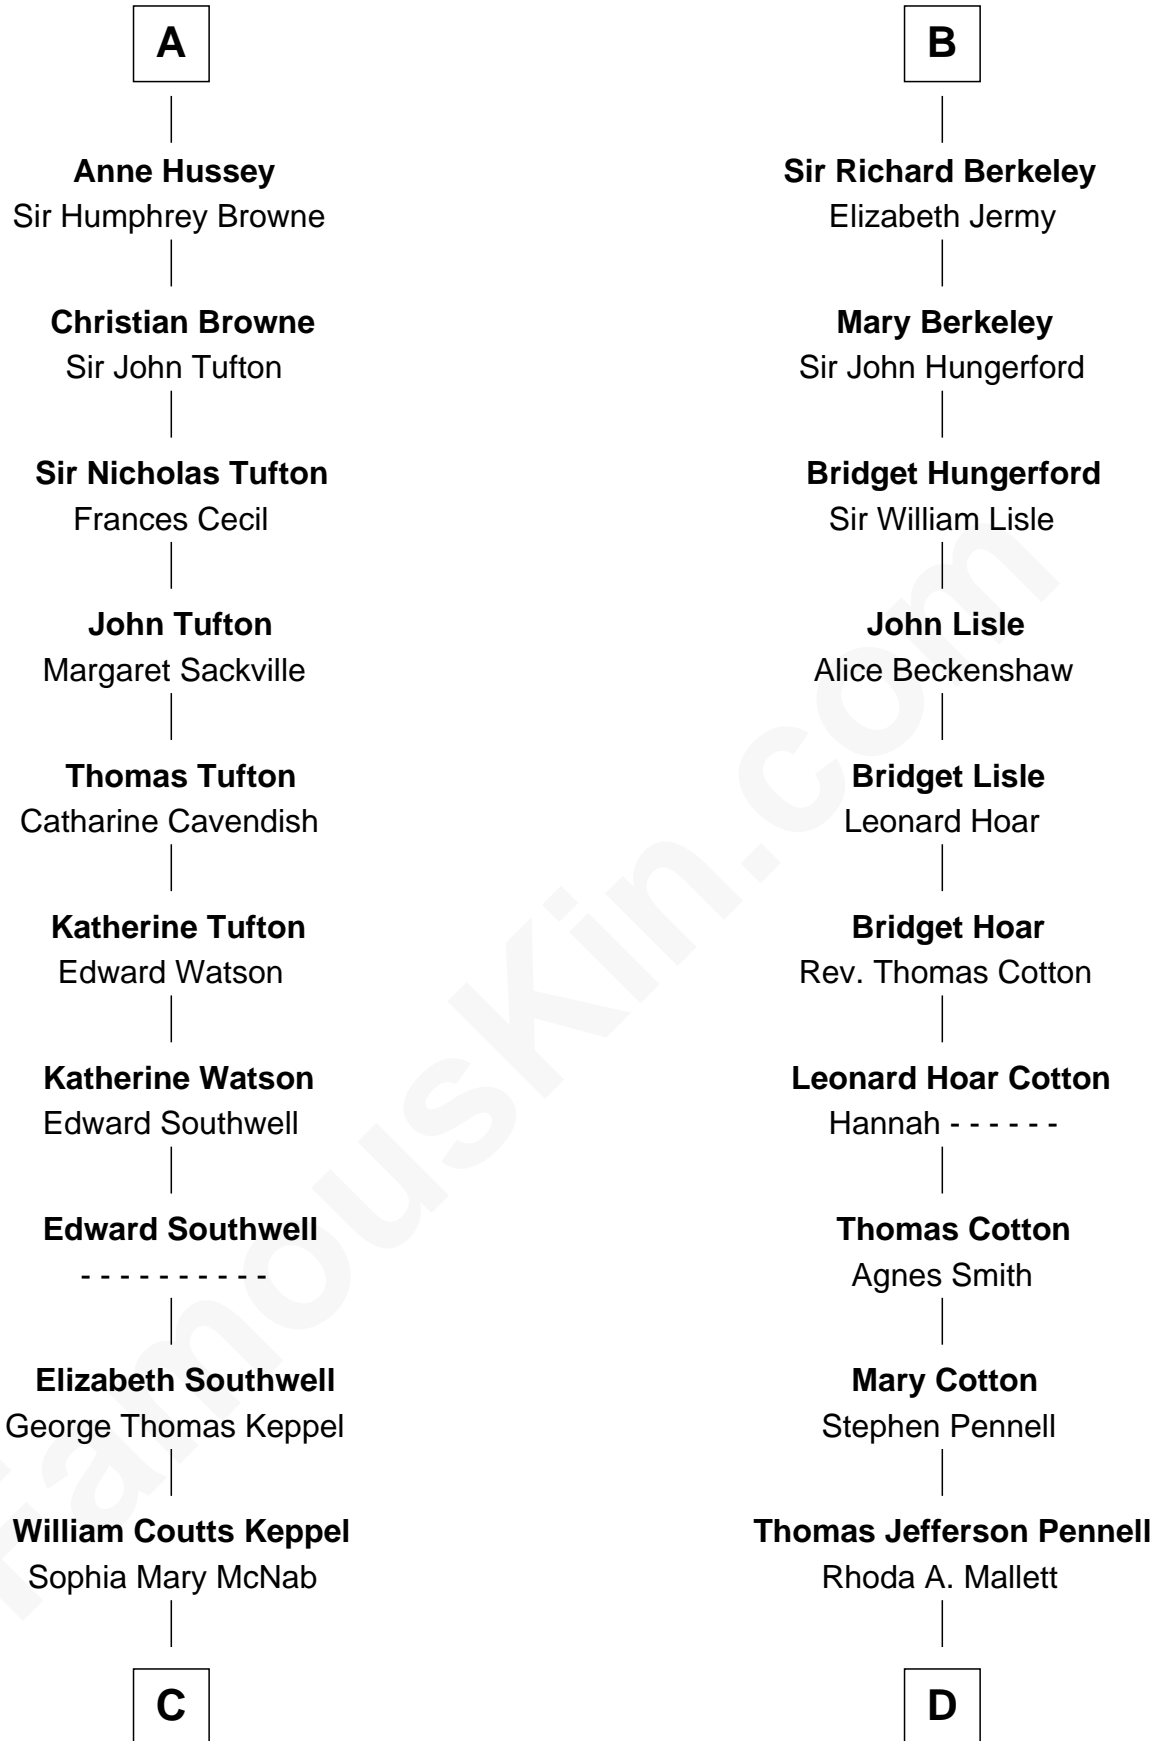 A
Anne Hussey
Sir Humphrey Browne
Christian Browne
Sir John Tufton
Sir Nicholas Tufton
Frances Cecil
John Tufton
Margaret Sackville
Thomas Tufton
Catharine Cavendish
Katherine Tufton
Edward Watson
Katherine Watson
Edward Southwell
Edward Southwell
- - - - - - - - - -
Elizabeth Southwell
George Thomas Keppel
William Coutts Keppel
Sophia Mary McNab
C
B
Sir Richard Berkeley
Elizabeth Jermy
Mary Berkeley
Sir John Hungerford
Bridget Hungerford
Sir William Lisle
John Lisle
Alice Beckenshaw
Bridget Lisle
Leonard Hoar
Bridget Hoar
Rev. Thomas Cotton
Leonard Hoar Cotton
Hannah - - - - - -
Thomas Cotton
Agnes Smith
Mary Cotton
Stephen Pennell
Thomas Jefferson Pennell
Rhoda A. Mallett
D
FamousKin.com